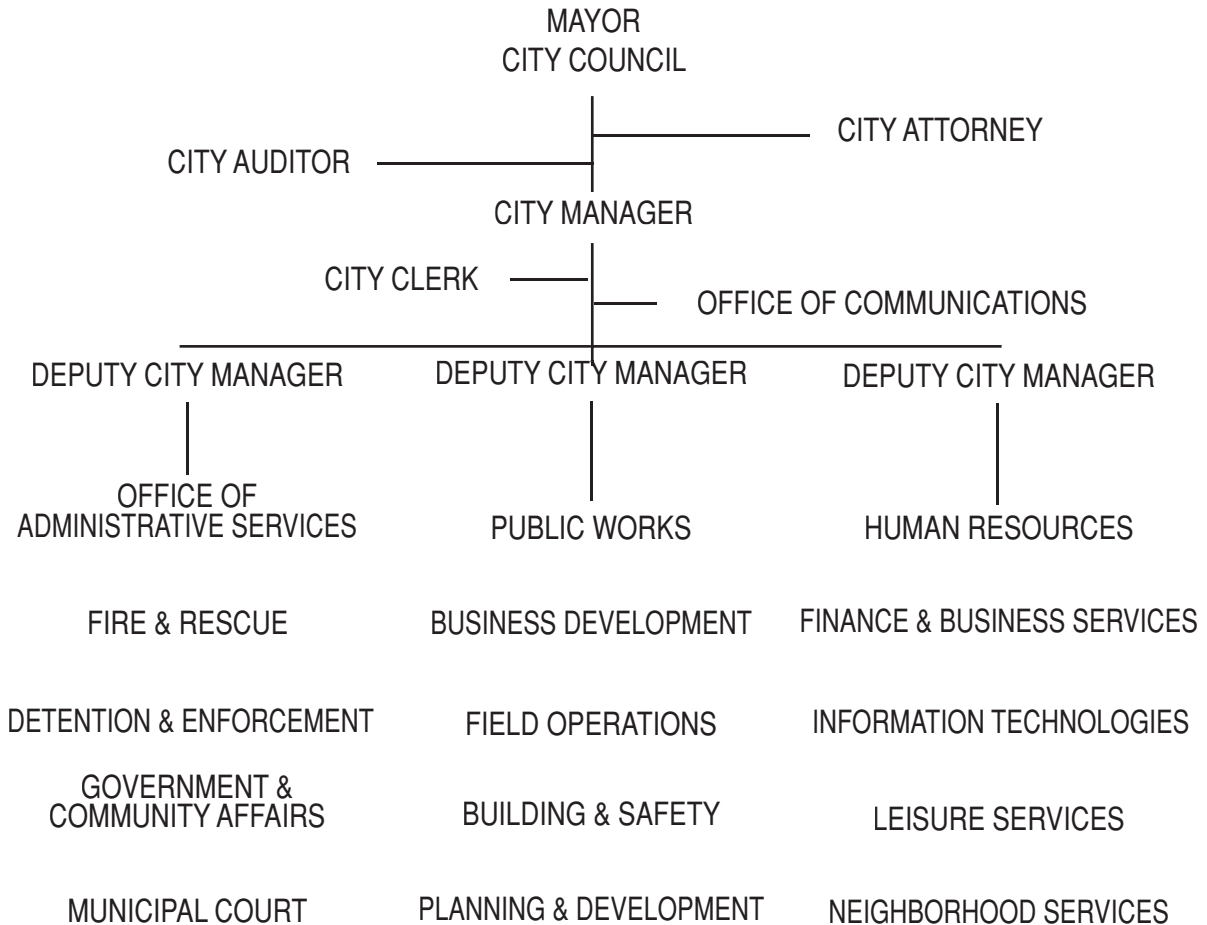 MAYOR
CITY COUNCIL
CITY ATTORNEY
CITY AUDITOR
CITY MANAGER
CITY CLERK
OFFICE OF COMMUNICATIONS
DEPUTY CITY MANAGER
DEPUTY CITY MANAGER
DEPUTY CITY MANAGER
OFFICE OF
ADMINISTRATIVE SERVICES
PUBLIC WORKS
HUMAN RESOURCES
FIRE & RESCUE
BUSINESS DEVELOPMENT
FINANCE & BUSINESS SERVICES
DETENTION & ENFORCEMENT
FIELD OPERATIONS
INFORMATION TECHNOLOGIES
GOVERNMENT &
COMMUNITY AFFAIRS
BUILDING & SAFETY
LEISURE SERVICES
MUNICIPAL COURT
PLANNING & DEVELOPMENT
NEIGHBORHOOD SERVICES